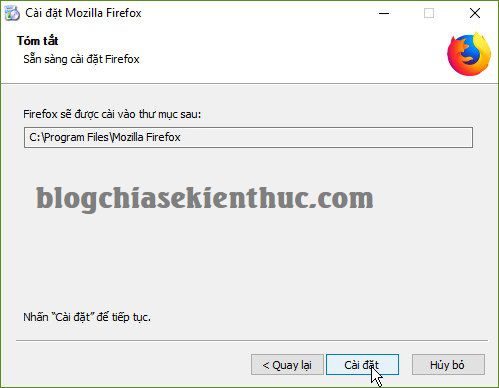 Cài đặt Mozilla Firefox
Tóm tắt
Sẵn sàng cài đặt Firefox
Firefox sẽ được cài vào thư mục sau:
C:\Program Files\Mozilla Firefox
blogchiasekienthuc.com
Nhấn “Cài đặt” để tiếp tục.
< Quay lại
Cài đặt
Hủy bỏ